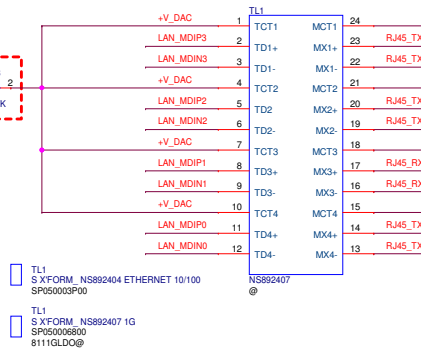 TL1
+V_DAC 1 TCT1 MCT1 24
LAN_MDIP3 2 TD1+ MX1+ 23 RJ45_TX
LAN_MDIN3 3 TD1- MX1- 22 RJ45_TX
+V_DAC 4 TCT2 MCT2 21
2
K
LAN_MDIP2 5 TD2 MX2+ 20 RJ45_TX
LAN_MDIN2 6 TD2- MX2- 19 RJ45_TX
+V_DAC 7 TCT3 MCT3 18
LAN_MDIP1 8 TD3+ MX3+ 17 RJ45_RX
LAN_MDIN1 9 TD3- MX3- 16 RJ45_RX
+V_DAC 10 TCT4 MCT4 15
LAN_MDIP0 11 TD4+ MX4+ 14 RJ45_TX
LAN_MDIN0 12 TD4- MX4- 13 RJ45_TX
NS892407
@
TL1
S X'FORM_ NS892404 ETHERNET 10/100
SP050003P00
TL1
S X'FORM_ NS892407 1G
SP050006800
8111GLDO@